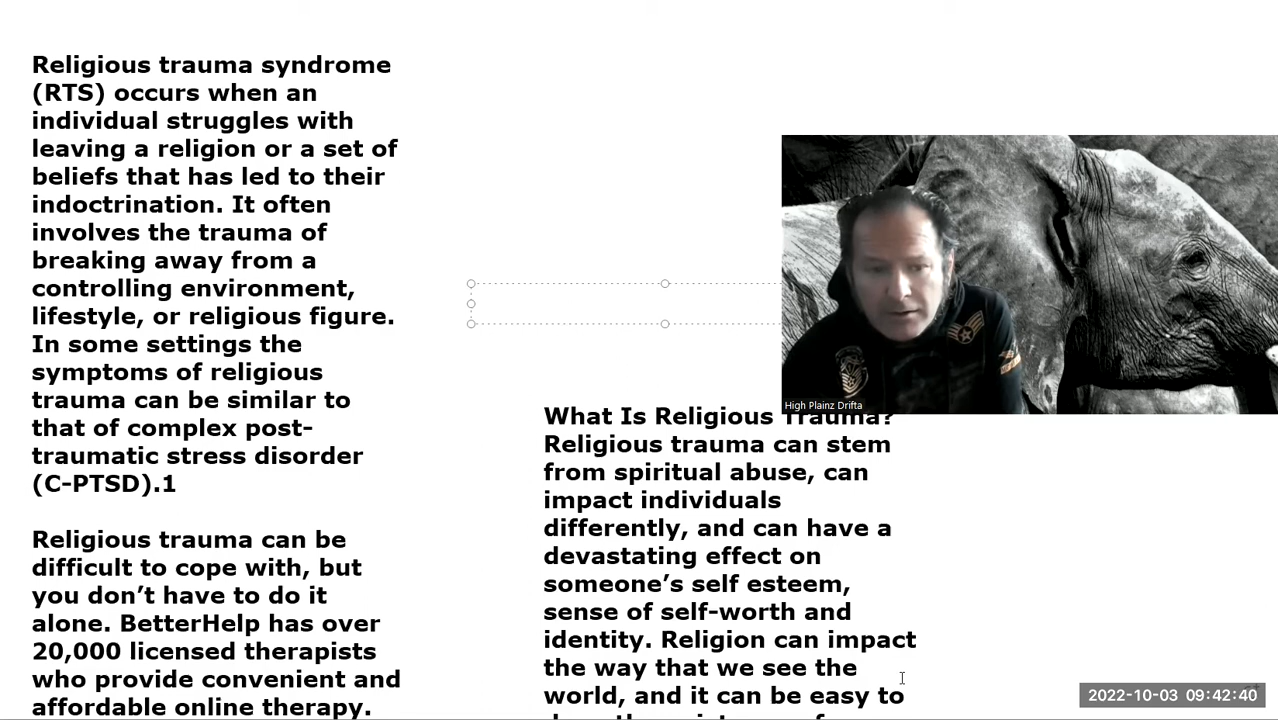 Religious trauma syndrome
(RTS) occurs when an
individual struggles with
leaving a religion or a set of
beliefs that has led to their
indoctrination. It often
involves the trauma of
breaking away from a
controlling environment,
lifestyle, or religious figure.
In some settings the
symptoms of religious
trauma can be similar to
that of complex post-
traumatic stress disorder
(C-PTSD).1
Religious trauma can be
difficult to cope with, but
you don’t have to do it
alone. BetterHelp has over
20,000 licensed therapists
who provide convenient and
affordable online therapy.
High Plainz Drifta
What Is Religious Trauma?
Religious trauma can stem
from spiritual abuse, can
impact individuals
differently, and can have a
devastating effect on
someone’s self esteem,
sense of self-worth and
identity. Religion can impact
the way that we see the
world, and it can be easy to
2022-10-03 09:42:40